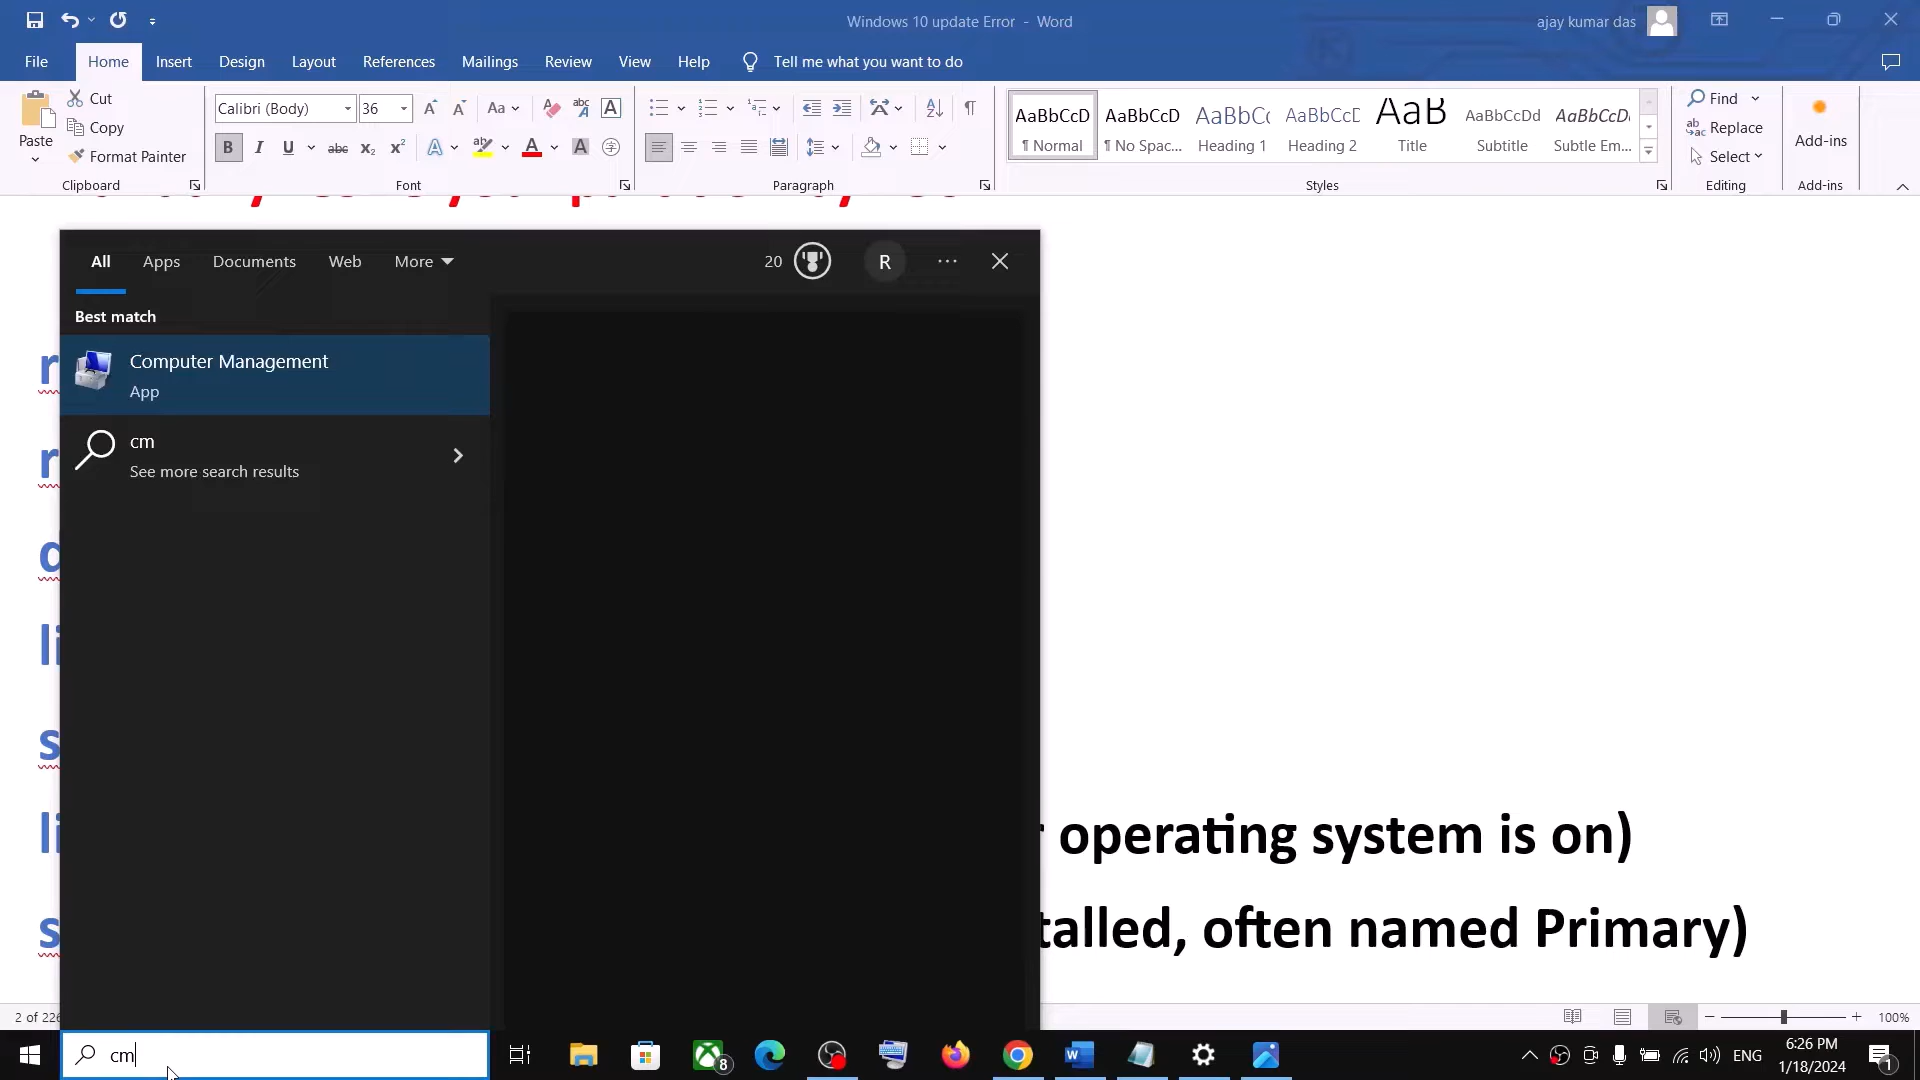 Windows 10 update Error - Word
ajay kumar das
File Home Insert Design Layout References Mailings Review View Help Tell me what you want to do
Paste
Cut
Copy
Format Painter
Clipboard
Calibri (Body) 36
Font
Paragraph
AaBbCcD AaBbCcD AaBbC AaBbCcD AaB AaBbCcDd AaBbCcD
¶ Normal ¶ No Spac... Heading 1 Heading 2 Title Subtitle Subtle Em...
Styles
Find
Replace
Select
Editing
Add-ins
Add-ins
All Apps Documents Web More 20 R
Best match
Computer Management
App
cm
See more search results
operating system is on)
talled, often named Primary)
2 of 226
100%
cm
8
ENG
6:26 PM
1/18/2024
1